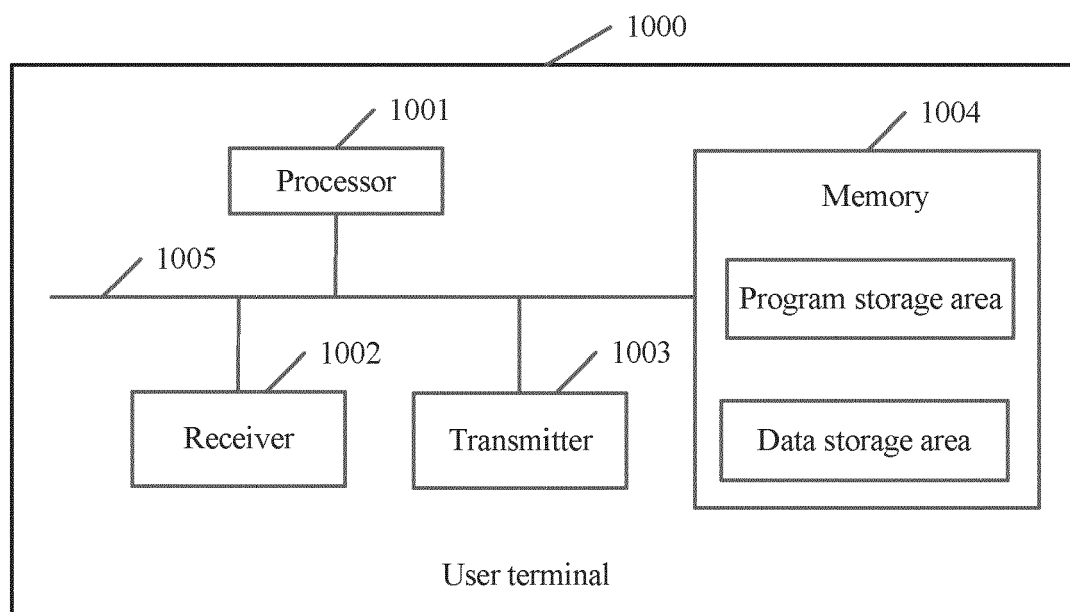 1000
1001
1004
Processor
Memory
1005
Program storage area
1002
1003
Receiver
Transmitter
Data storage area
User terminal